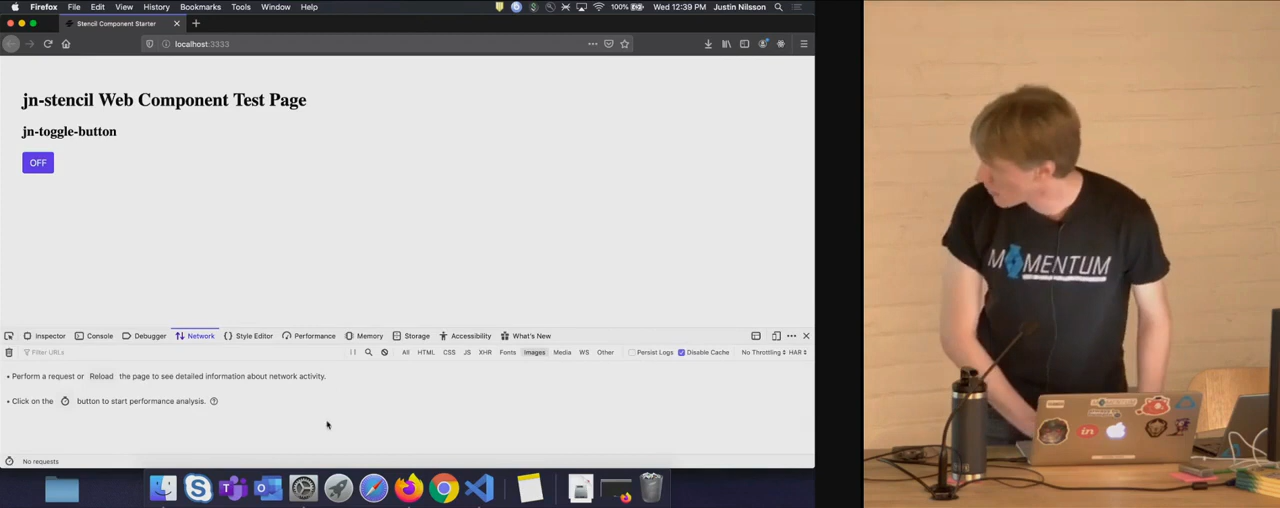 Firefox File Edit View History Bookmarks Tools Window Help 100% Wed 12:39 PM Justin Nilsson
Stencil Component Starter
localhost:3333
jn-stencil Web Component Test Page
jn-toggle-button
OFF
Inspector Console Debugger Network Style Editor Performance Memory Storage Accessibility What's New
Filter URLs All HTML CSS JS XHR Fonts Images Media WS Other Persist Logs Disable Cache No Throttling HAR
• Perform a request or Reload the page to see detailed information about network activity.
• Click on the button to start performance analysis.
No requests
MOMENTUM
in